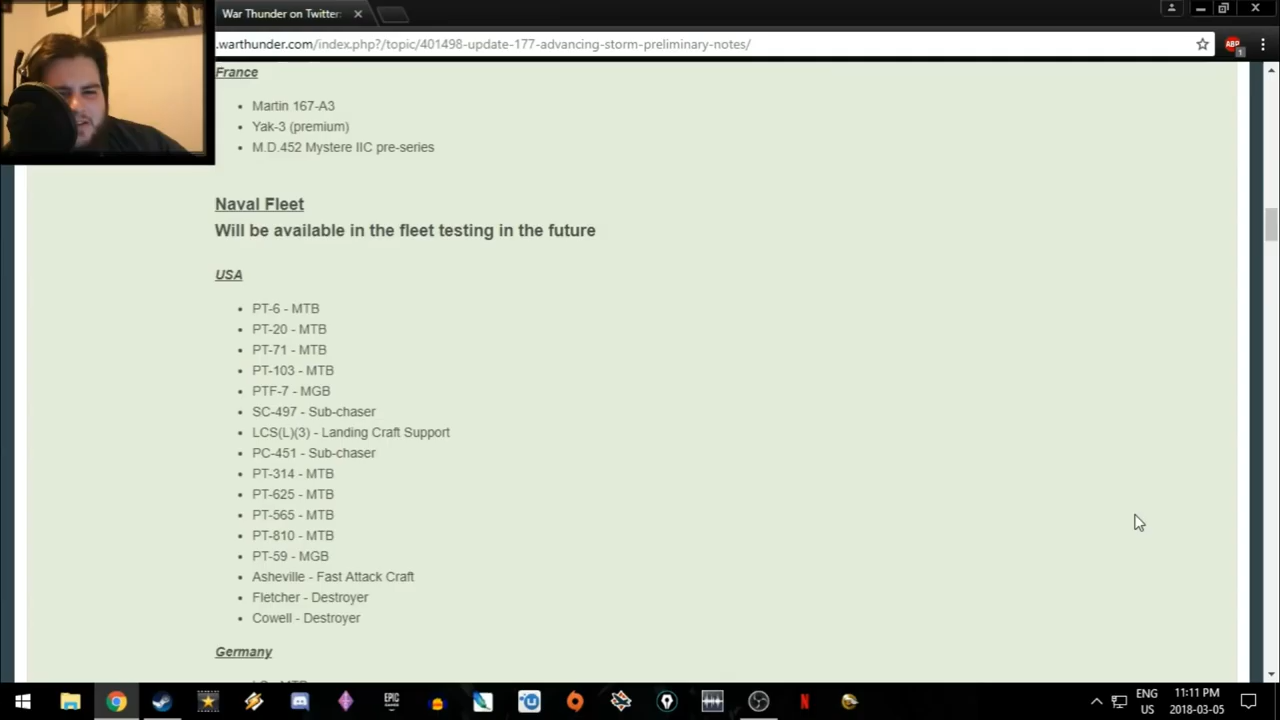 War Thunder on Twitter:
.warthunder.com/index.php?/topic/401498-update-177-advancing-storm-preliminary-notes/
ABP
1
France
Martin 167-A3
Yak-3 (premium)
M.D.452 Mystere IIC pre-series
Naval Fleet
Will be available in the fleet testing in the future
USA
PT-6 - MTB
PT-20 - MTB
PT-71 - MTB
PT-103 - MTB
PTF-7 - MGB
SC-497 - Sub-chaser
LCS(L)(3) - Landing Craft Support
PC-451 - Sub-chaser
PT-314 - MTB
PT-625 - MTB
PT-565 - MTB
PT-810 - MTB
PT-59 - MGB
Asheville - Fast Attack Craft
Fletcher - Destroyer
Cowell - Destroyer
Germany
EPIC
GAMES
ENG
US
11:11 PM
2018-03-05